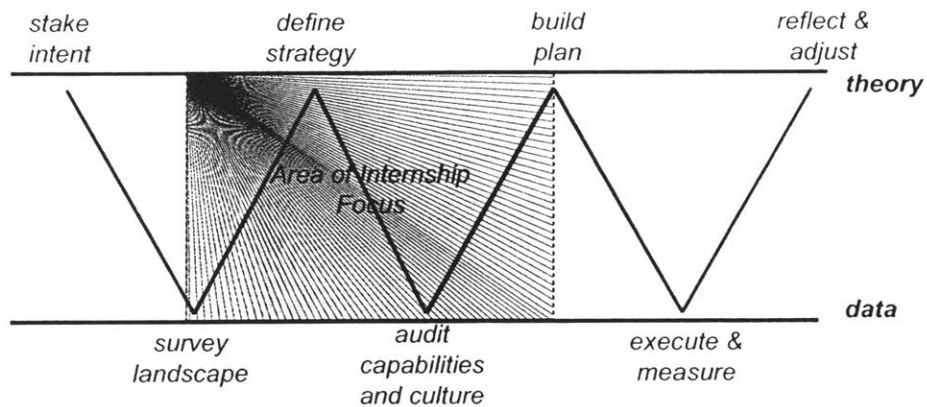 stake
intent
define
strategy
build
plan
reflect &
adjust
theory
Area of Internship
Focus
data
survey
landscape
audit
capabilities
and culture
execute &
measure